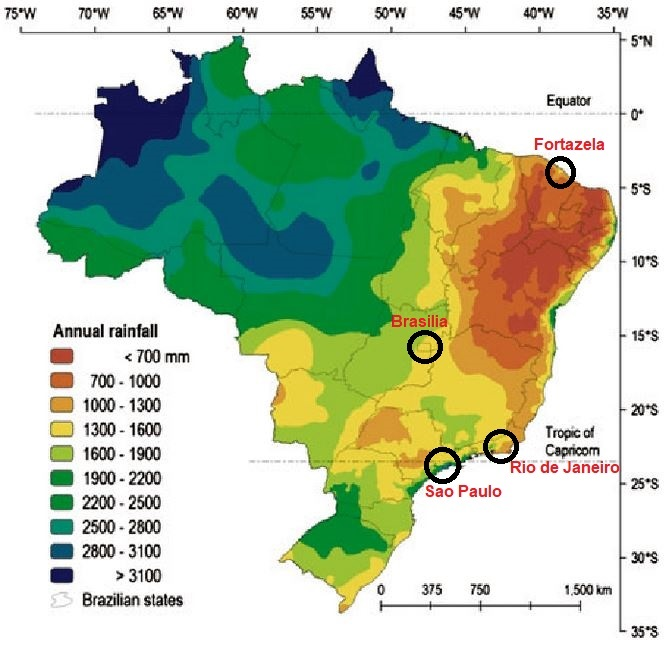 75°W 70°W 65°W 60°W 55°W 50°W 45°W 40°W 35°W
5°N
Equator
0°
Fortazela
5°S
10°S
Brasilia
Annual rainfall
15°S
< 700 mm
700 - 1000
1000 - 1300
20°S
1300 - 1600
Tropic of
Capricorn
1600 - 1900
Rio de Janeiro
1900 - 2200
25°S
Sao Paulo
2200 - 2500
2500 - 2800
2800 - 3100
30°S
> 3100
0 375 750 1,500 km
Brazilian states
35°S